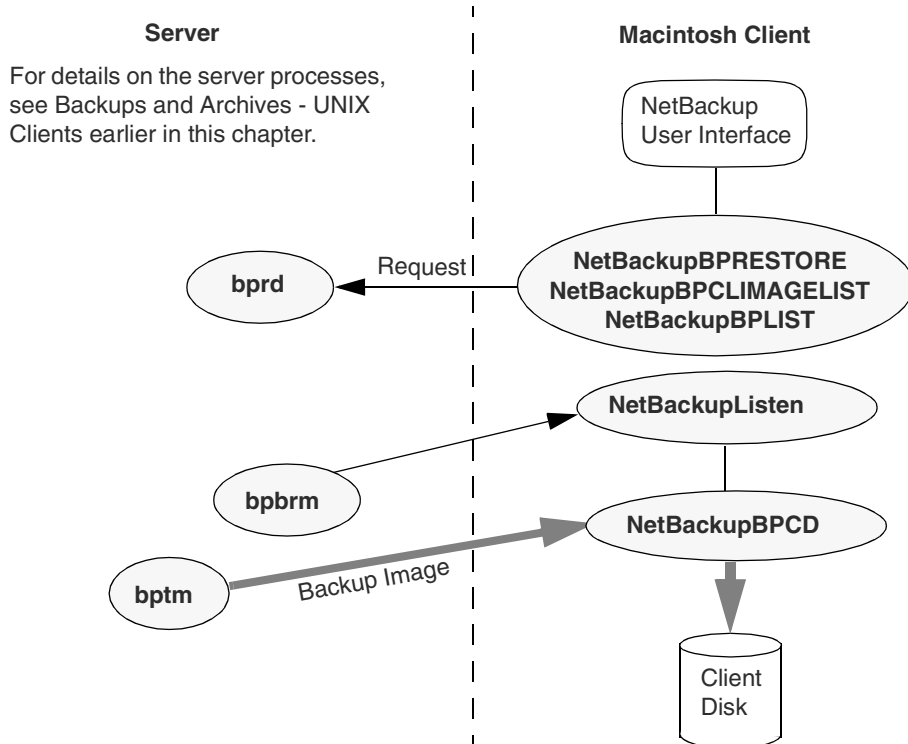 Server
For details on the server processes,
see Backups and Archives - UNIX
Clients earlier in this chapter.
Macintosh Client
NetBackup
User Interface
bprd
Request
NetBackupBPRESTORE
NetBackupBPCLIMAGELIST
NetBackupBPLIST
NetBackupListen
bpbrm
NetBackupBPCD
bptm
Backup Image
Client
Disk